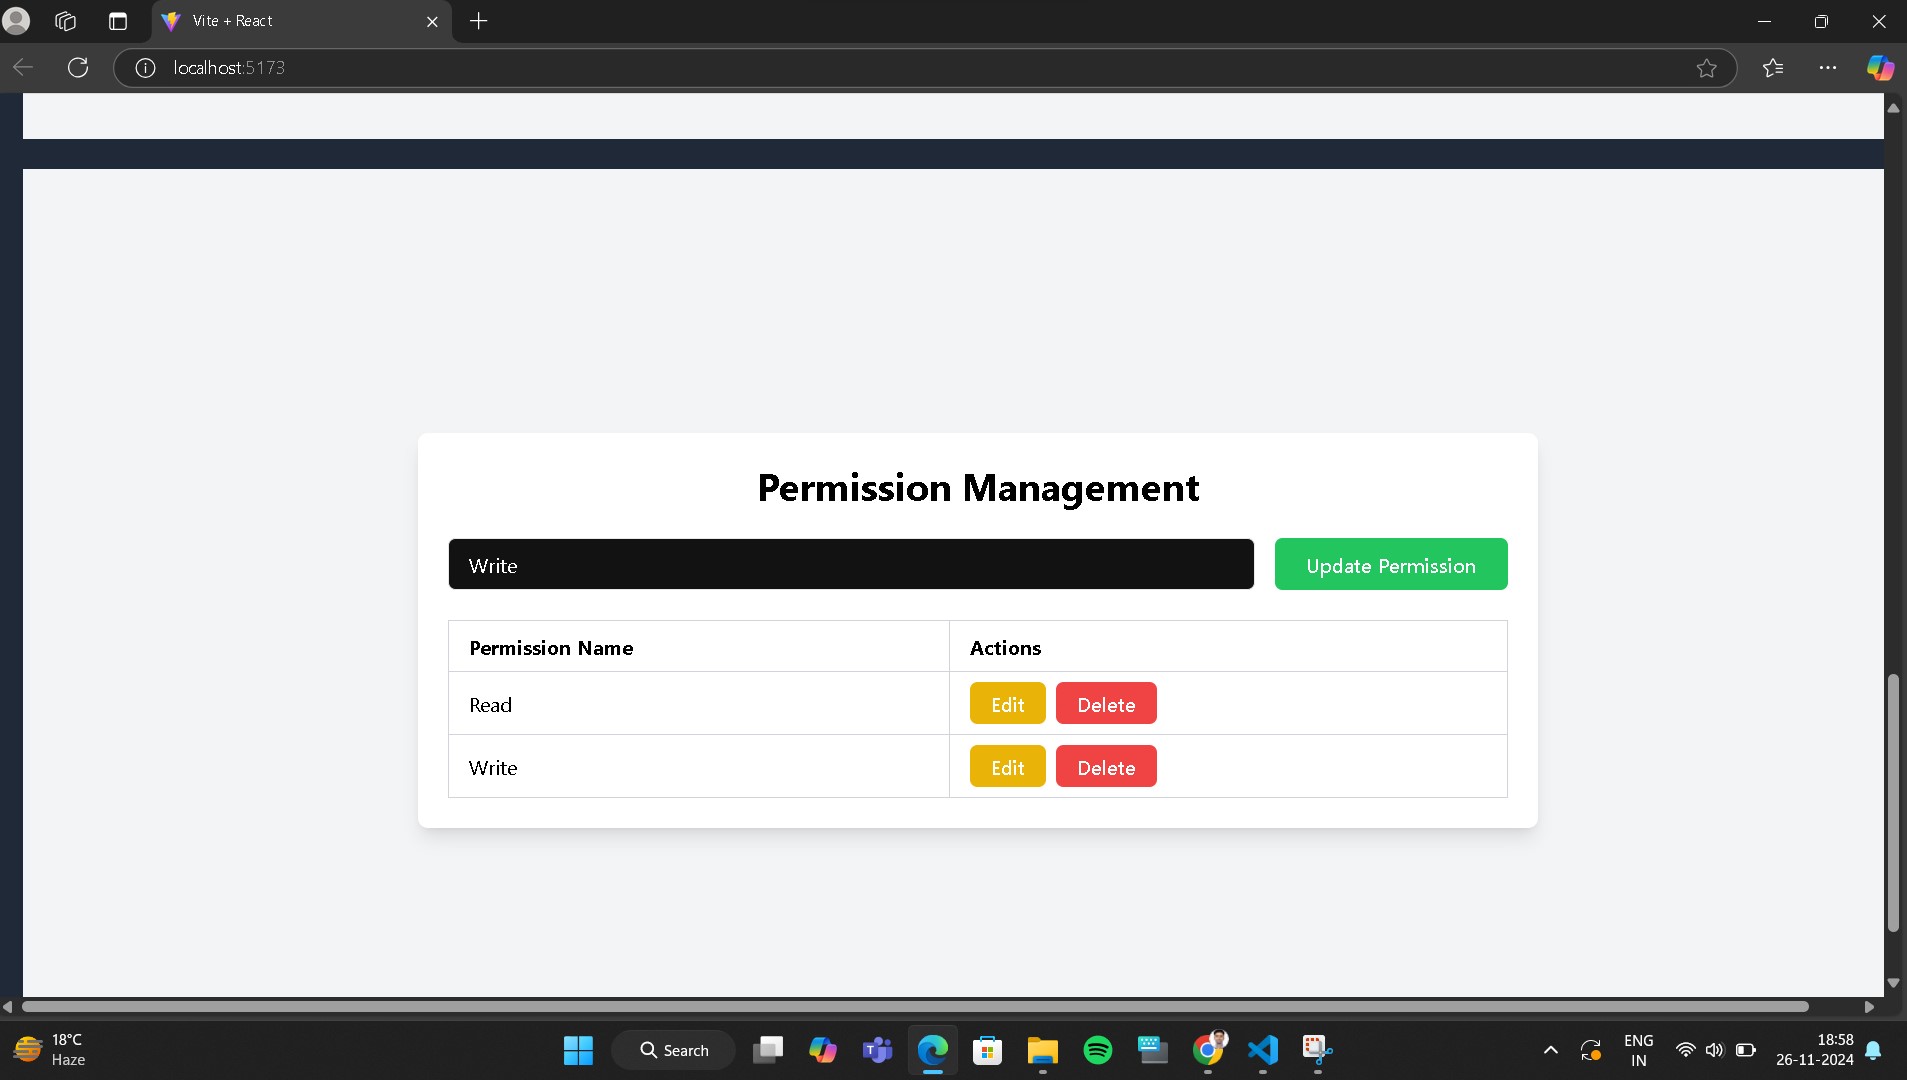 Vite + React
localhost:5173
Permission Management
Write
Update Permission
Permission Name
Actions
Read
Edit
Delete
Write
Edit
Delete
18°C
Haze
Search
ENG
IN
18:58
26-11-2024